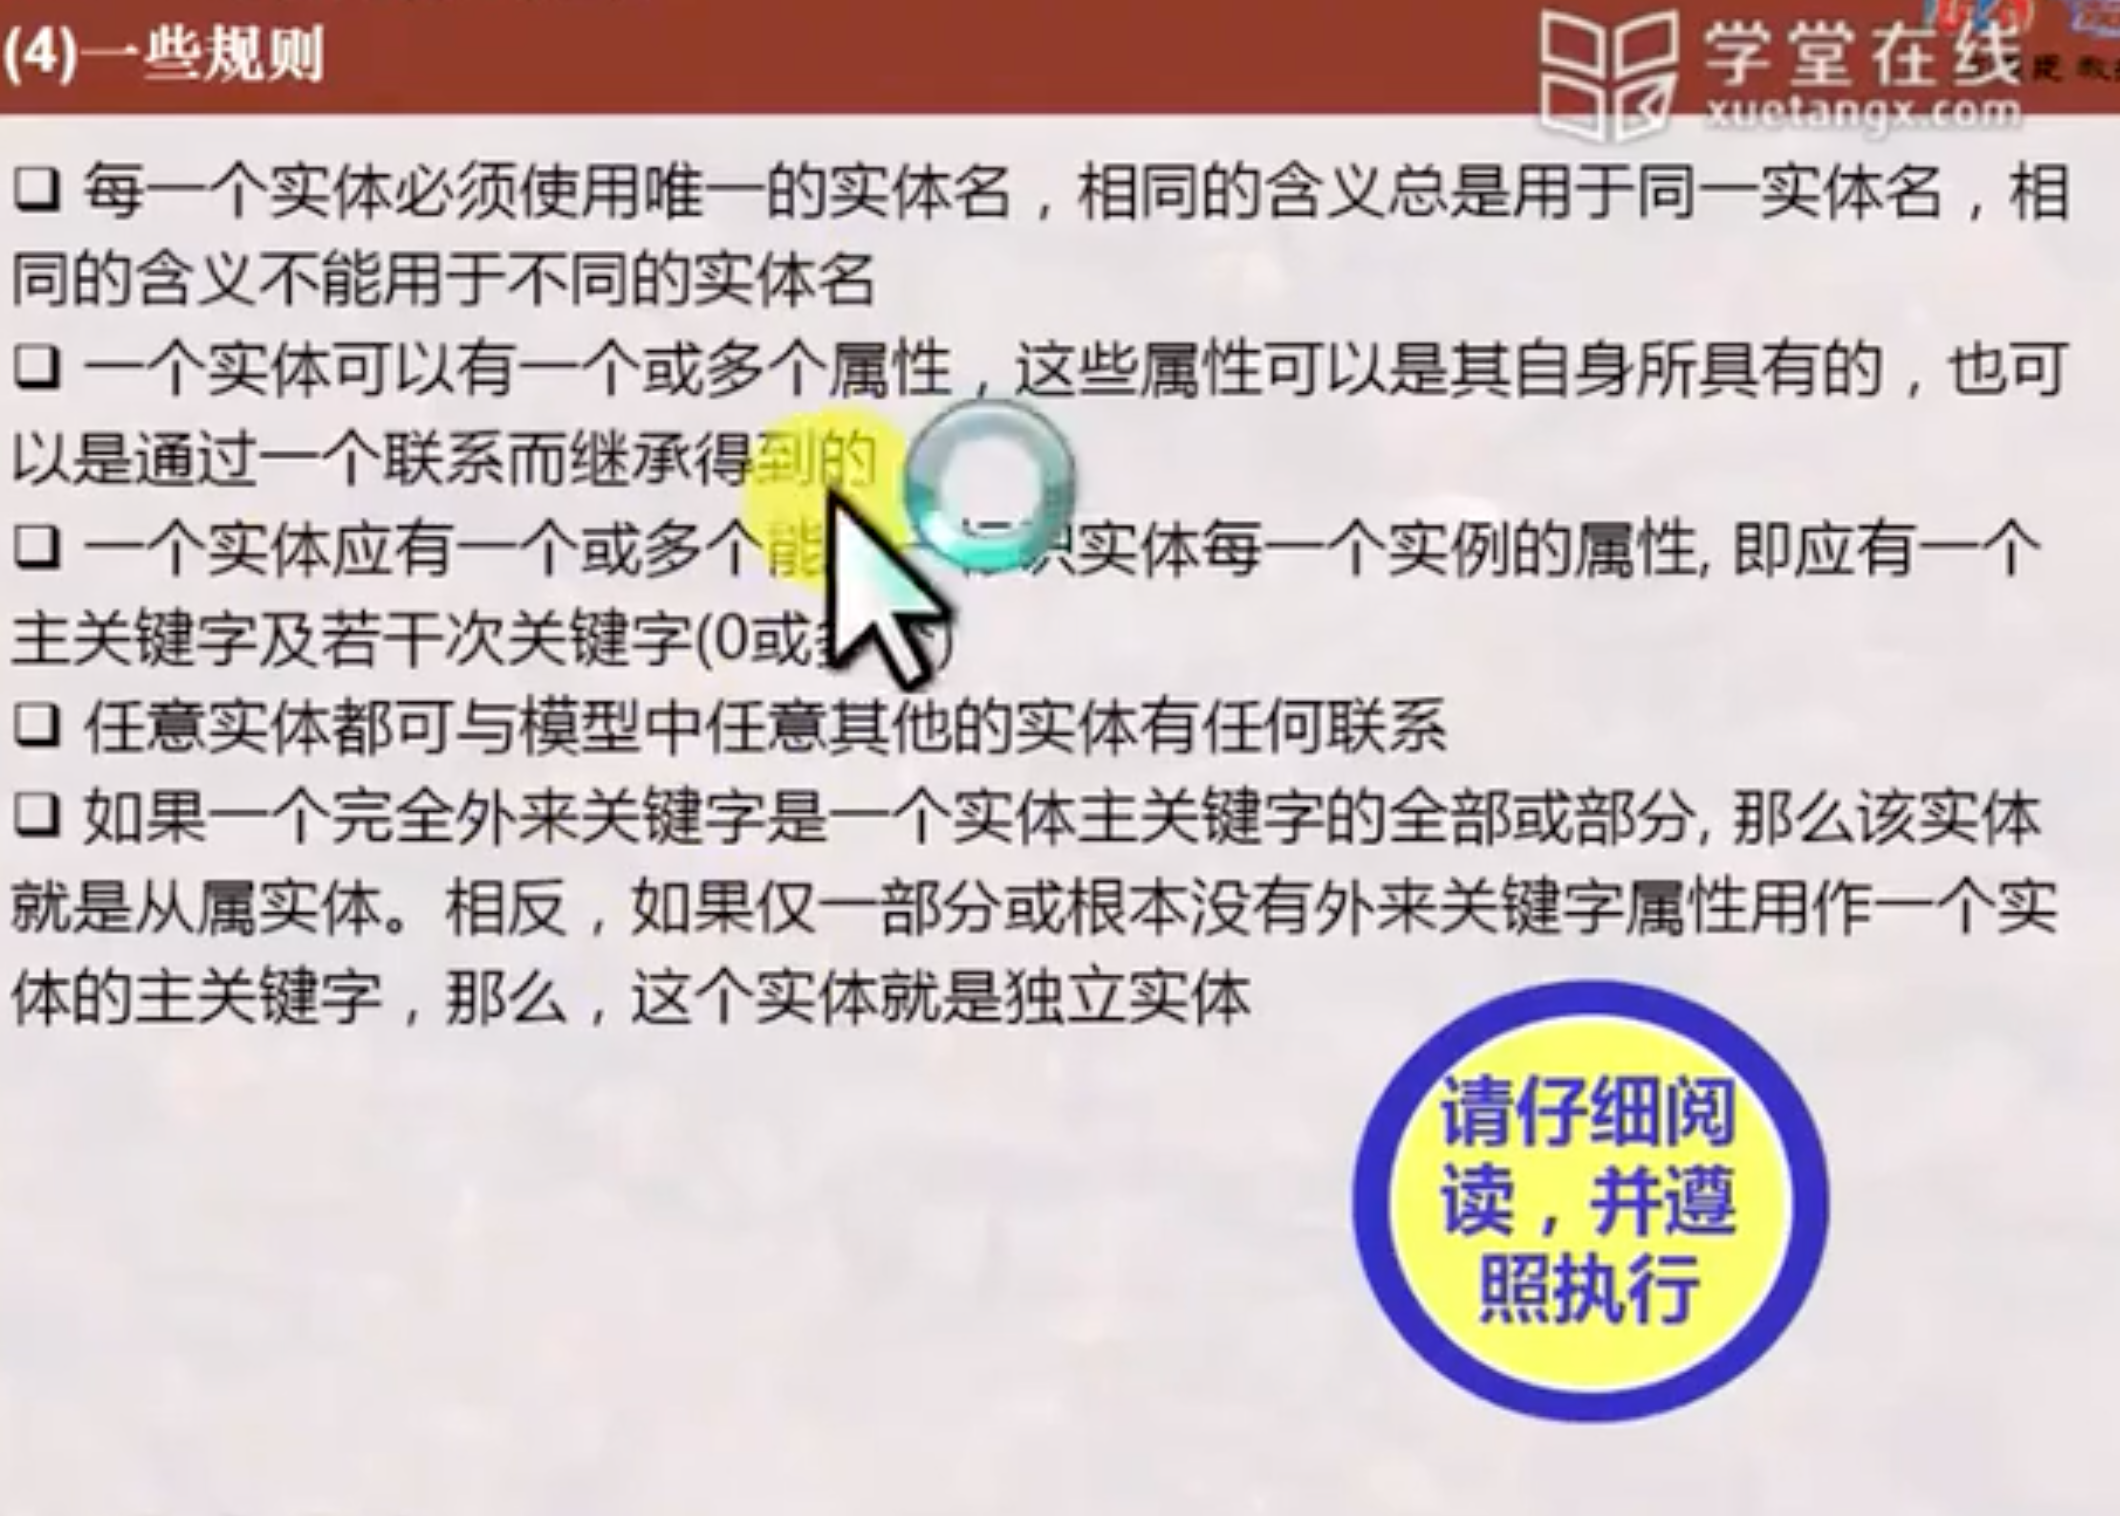 (4)一些规则
学堂在线
xuetangx.com
❑ 每一个实体必须使用唯一的实体名，相同的含义总是用于同一实体名，相
同的含义不能用于不同的实体名
❑ 一个实体可以有一个或多个属性，这些属性可以是其自身所具有的，也可
以是通过一个联系而继承得到的
❑ 一个实体应有一个或多个能 一 识实体每一个实例的属性, 即应有一个
主关键字及若干次关键字(0或 )
❑ 任意实体都可与模型中任意其他的实体有任何联系
❑ 如果一个完全外来关键字是一个实体主关键字的全部或部分, 那么该实体
就是从属实体。相反，如果仅一部分或根本没有外来关键字属性用作一个实
体的主关键字，那么，这个实体就是独立实体
请仔细阅
读，并遵
照执行